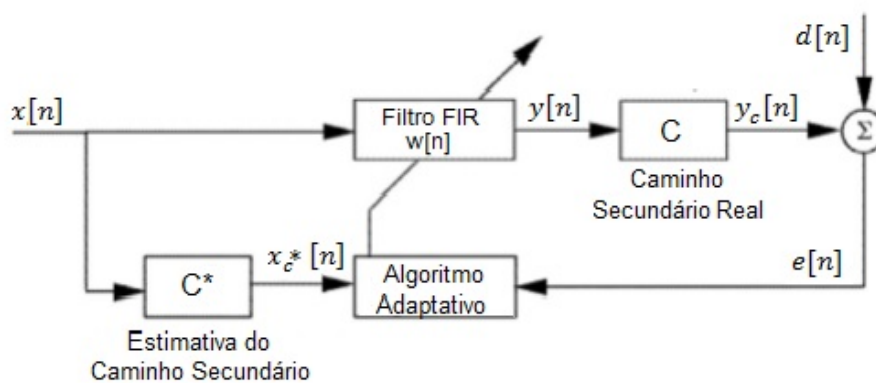 d[n]
x[n]
Filtro FIR
w[n]
y[n]
C
y_c[n]
Σ
Caminho
Secundário Real
C*
x_c* [n]
Algoritmo
Adaptativo
e[n]
Estimativa do
Caminho Secundário